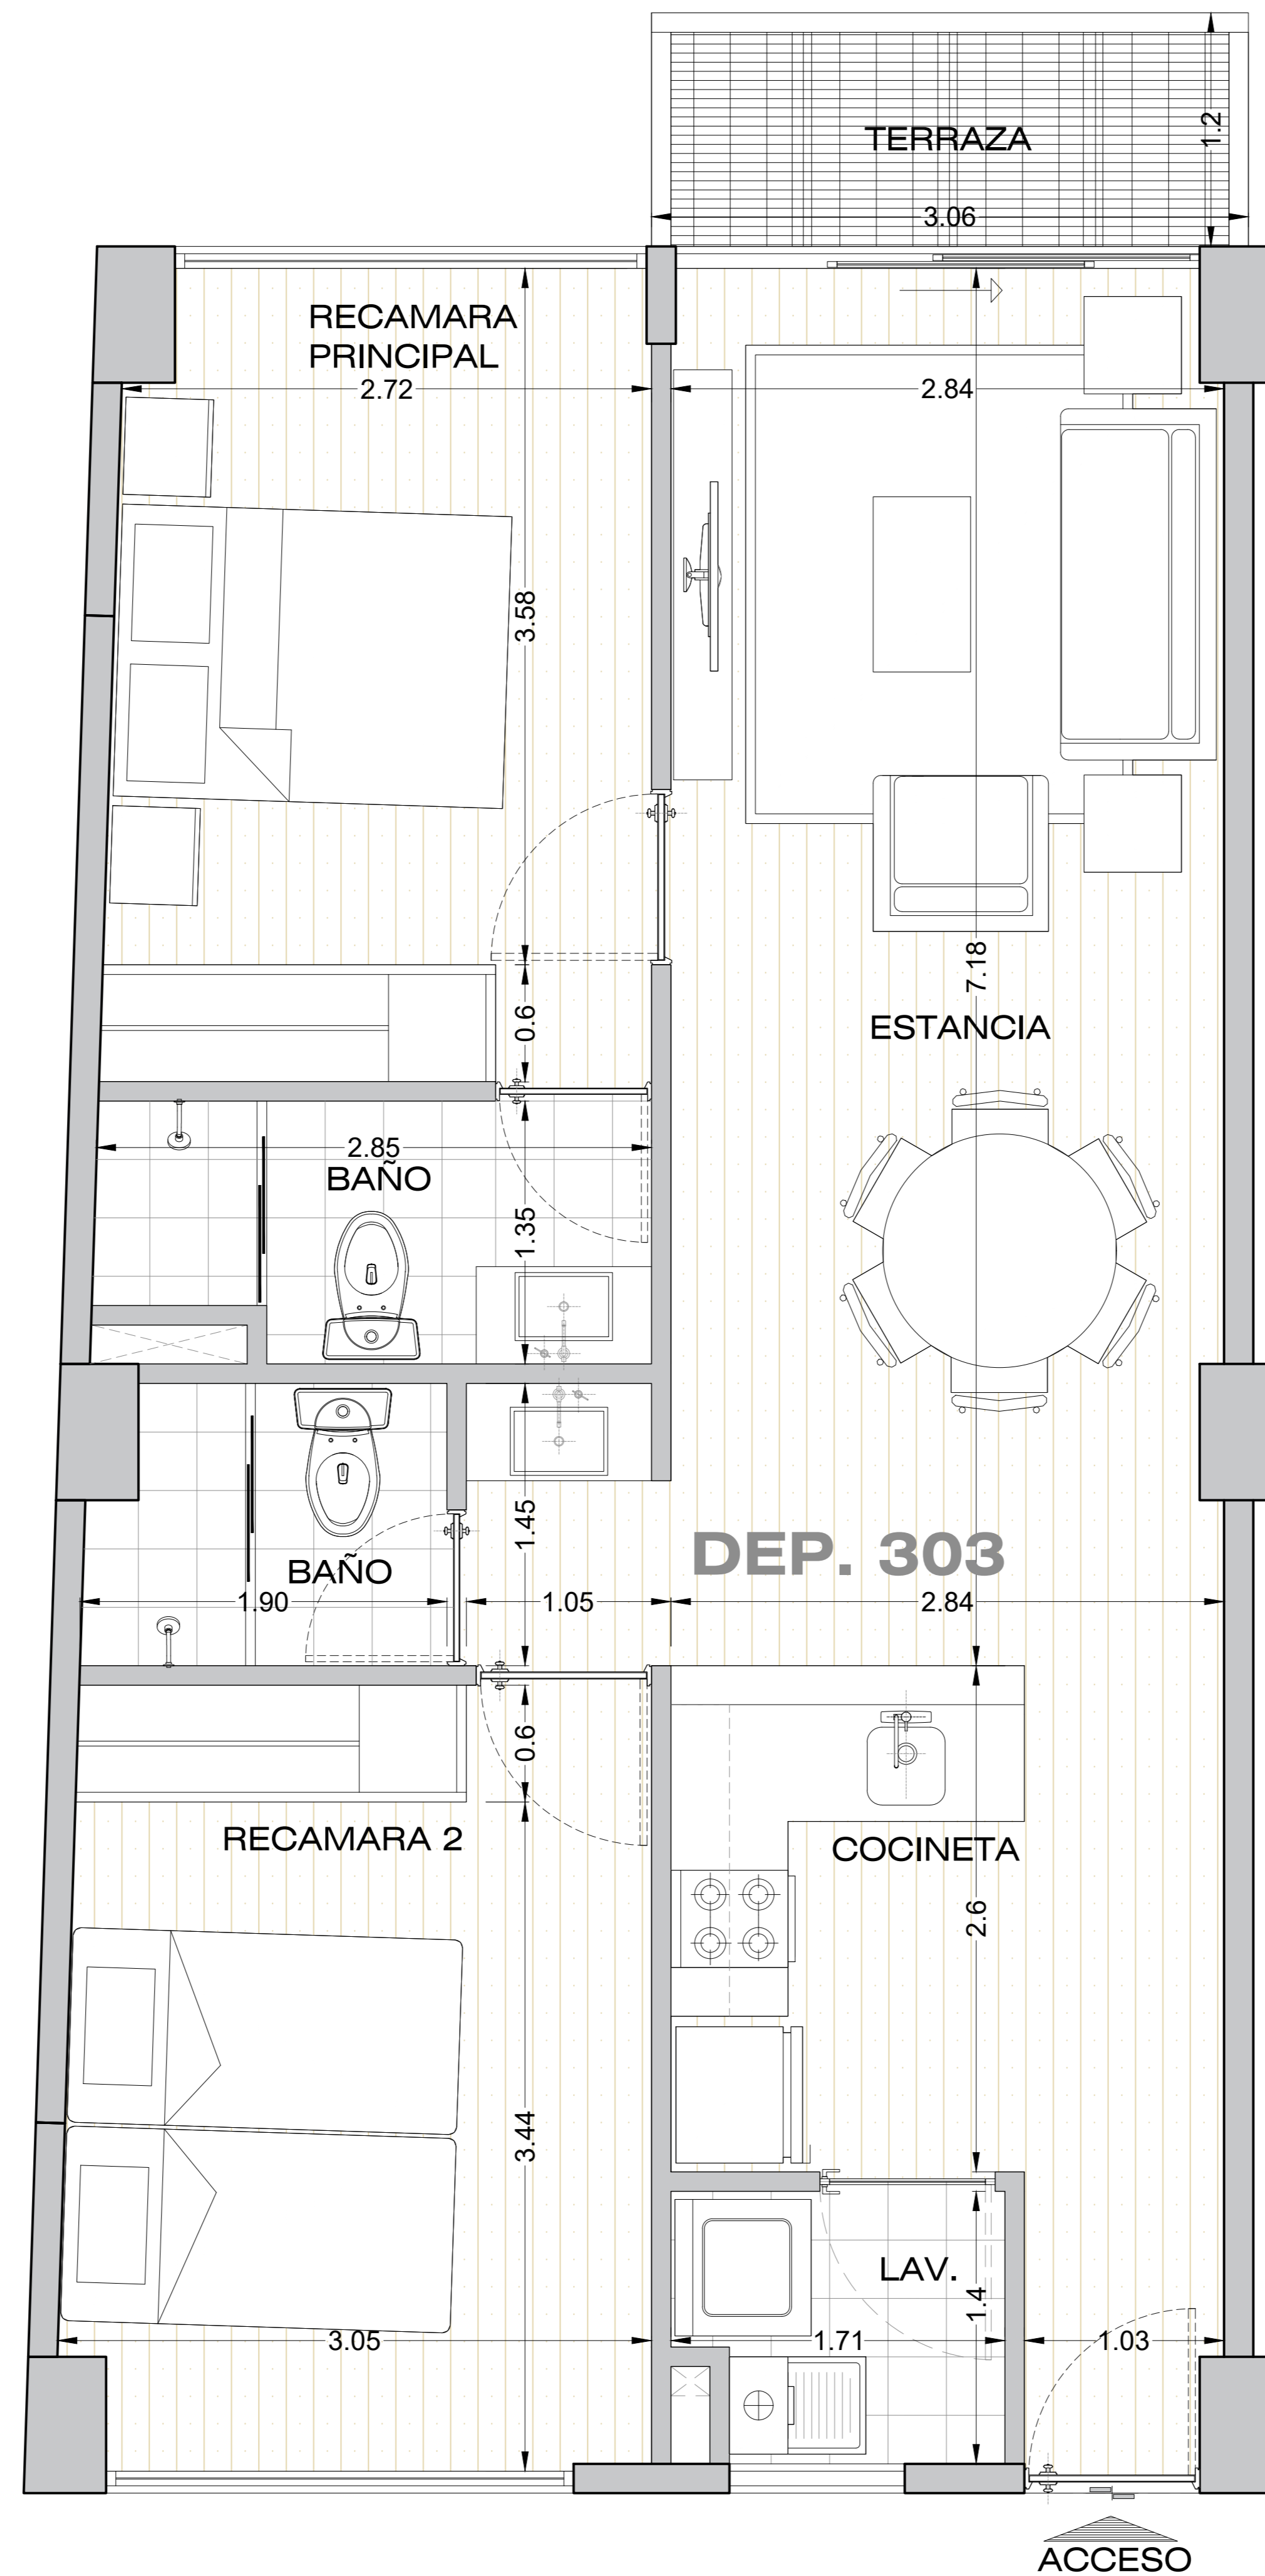 TERRAZA
1.2
3.06
RECAMARA
PRINCIPAL
2.72
2.84
3.58
7.18
ESTANCIA
0.6
2.85
BAÑO
1.35
1.45
DEP. 303
BAÑO
1.90
1.05
2.84
0.6
RECAMARA 2
COCINETA
2.6
3.44
LAV.
1.4
3.05
1.71
1.03
ACCESO